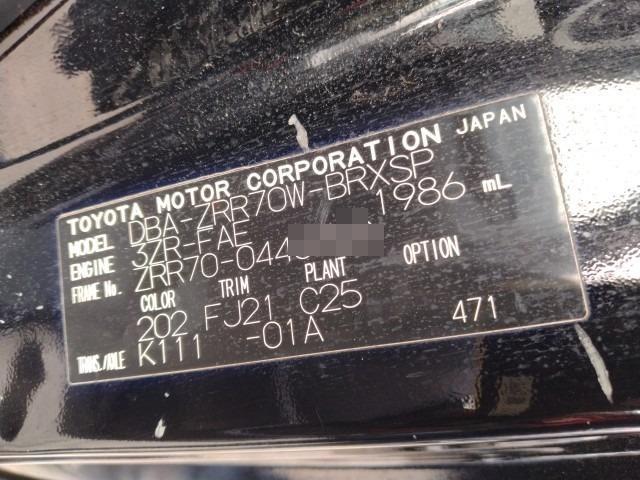 TOYOTA MOTOR CORPORATION JAPAN
MODEL DBA-ZRR70W-BRXSP
ENGINE 3ZR-FAE 1986 mL
FRAME No. ZRR70-044
COLOR TRIM PLANT OPTION
202 FJ21 C25
TRANS./AXLE K111 -01A 471